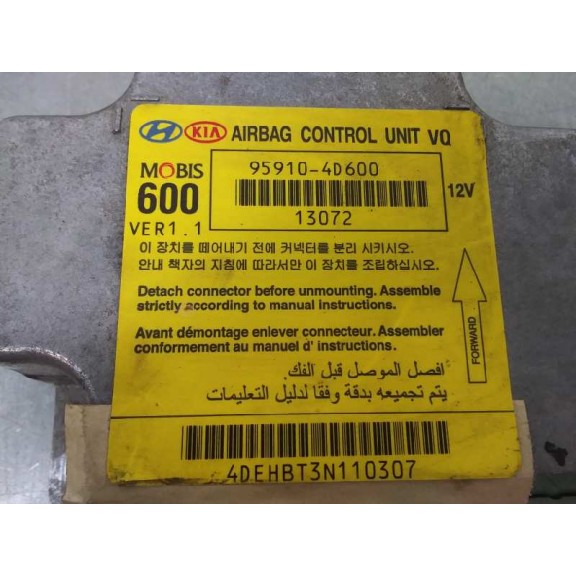 KIA AIRBAG CONTROL UNIT VQ
MOBIS
600
VER1.1
95910-4D600
13072
12V
이 장치를 떼어내기 전에 커넥터를 분리 시키시오.
안내 책자의 지침에 따라서만 이 장치를 조립하십시오.
Detach connector before unmounting. Assemble
strictly according to manual instructions.
Avant démontage enlever connecteur. Assembler
conformement au manuel d' instructions.
افصل الموصل قبل الفك.
يتم تجميعه بدقة وفقا لدليل التعليمات
FORWARD
4DEHBT3N110307